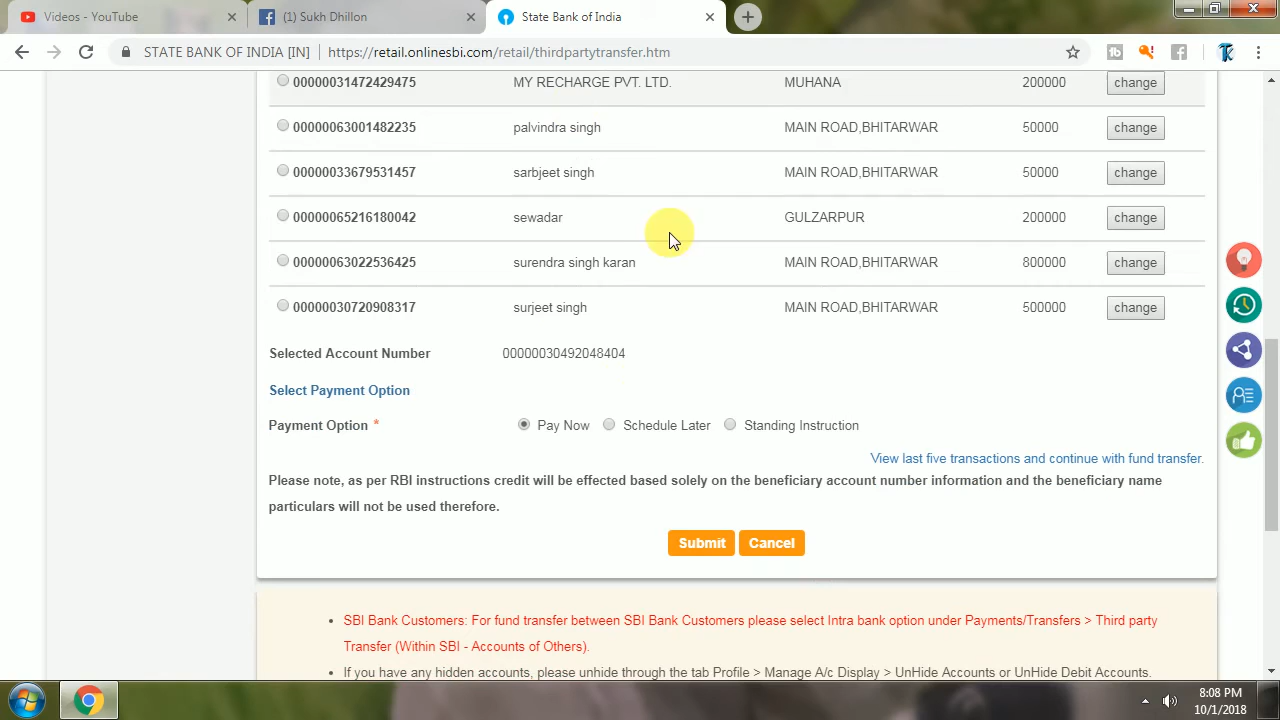 Videos - YouTube
(1) Sukh Dhillon
State Bank of India
STATE BANK OF INDIA [IN] https://retail.onlinesbi.com/retail/thirdpartytransfer.htm
00000031472429475 MY RECHARGE PVT. LTD. MUHANA 200000 change
00000063001482235 palvindra singh MAIN ROAD,BHITARWAR 50000 change
00000033679531457 sarbjeet singh MAIN ROAD,BHITARWAR 50000 change
00000065216180042 sewadar GULZARPUR 200000 change
00000063022536425 surendra singh karan MAIN ROAD,BHITARWAR 800000 change
00000030720908317 surjeet singh MAIN ROAD,BHITARWAR 500000 change
Selected Account Number 00000030492048404
Select Payment Option
Payment Option * Pay Now Schedule Later Standing Instruction
View last five transactions and continue with fund transfer.
Please note, as per RBI instructions credit will be effected based solely on the beneficiary account number information and the beneficiary name
particulars will not be used therefore.
Submit Cancel
• SBI Bank Customers: For fund transfer between SBI Bank Customers please select Intra bank option under Payments/Transfers > Third party
Transfer (Within SBI - Accounts of Others).
• If you have any hidden accounts, please unhide through the tab Profile > Manage A/c Display > UnHide Accounts or UnHide Debit Accounts.
8:08 PM
10/1/2018